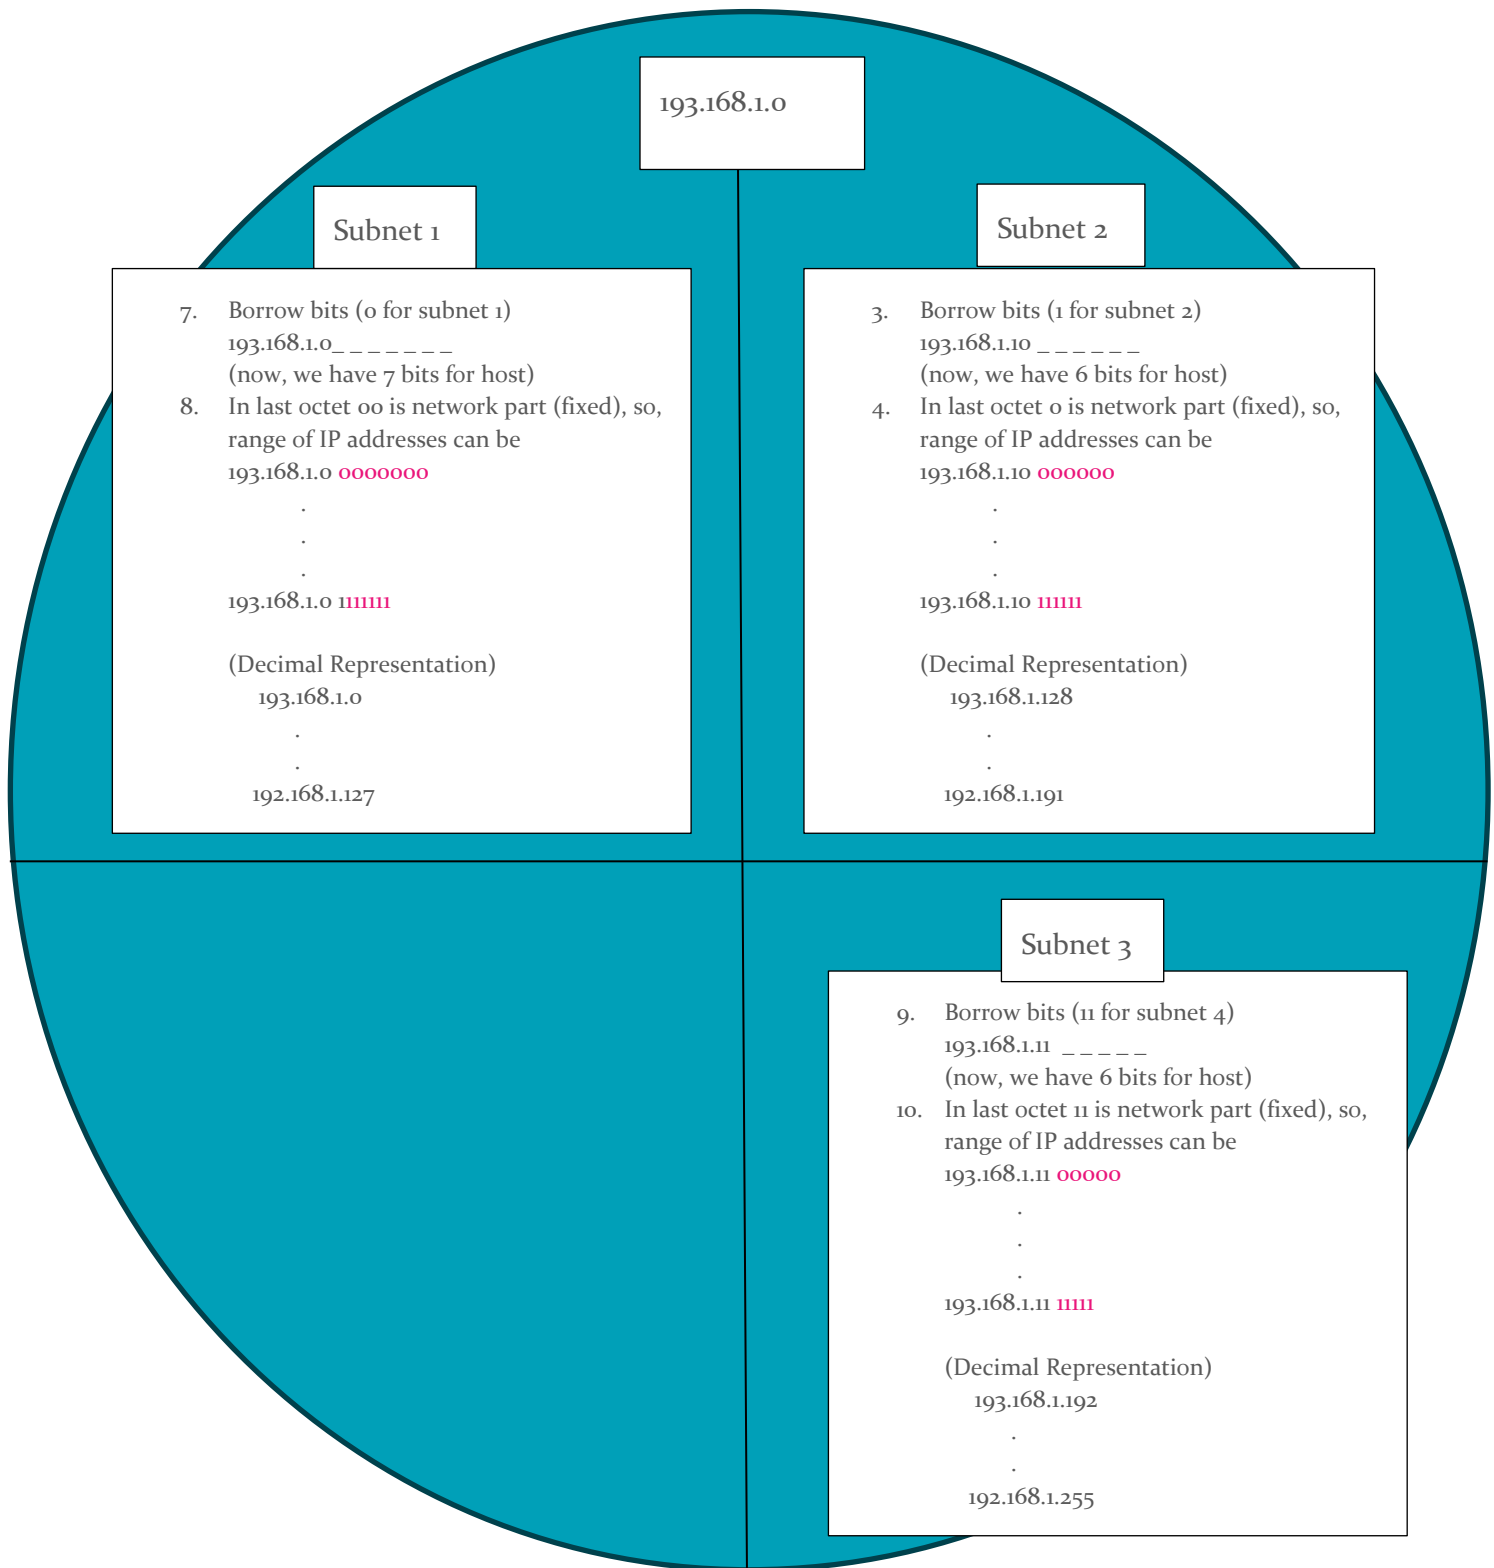 193.168.1.0
Subnet 1
7. Borrow bits (0 for subnet 1)
193.168.1.0_ _ _ _ _ _ _
(now, we have 7 bits for host)
8. In last octet 00 is network part (fixed), so,
range of IP addresses can be
193.168.1.0 0000000
.
.
.
193.168.1.0 1111111
(Decimal Representation)
193.168.1.0
.
.
192.168.1.127
Subnet 2
3. Borrow bits (1 for subnet 2)
193.168.1.10 _ _ _ _ _ _
(now, we have 6 bits for host)
4. In last octet 0 is network part (fixed), so,
range of IP addresses can be
193.168.1.10 000000
.
.
.
193.168.1.10 111111
(Decimal Representation)
193.168.1.128
.
.
192.168.1.191
Subnet 3
9. Borrow bits (11 for subnet 4)
193.168.1.11 _ _ _ _ _
(now, we have 6 bits for host)
10. In last octet 11 is network part (fixed), so,
range of IP addresses can be
193.168.1.11 00000
.
.
.
193.168.1.11 11111
(Decimal Representation)
193.168.1.192
.
.
192.168.1.255